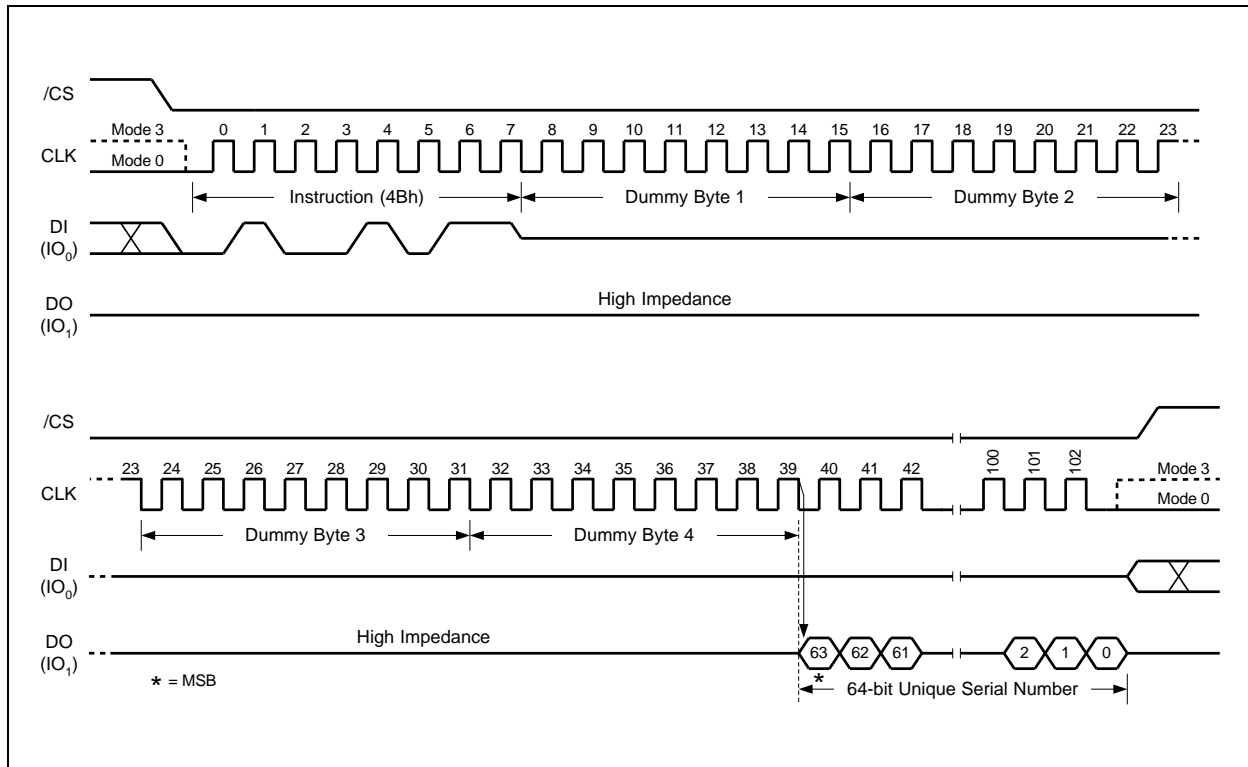 /CS
Mode 3 0 1 2 3 4 5 6 7 8 9 10 11 12 13 14 15 16 17 18 19 20 21 22 23
CLK
Mode 0
Instruction (4Bh) Dummy Byte 1 Dummy Byte 2
DI
(IO0)
High Impedance
DO
(IO1)
/CS
23 24 25 26 27 28 29 30 31 32 33 34 35 36 37 38 39 40 41 42 100 101 102 Mode 3
CLK
Mode 0
Dummy Byte 3 Dummy Byte 4
DI
(IO0)
High Impedance
DO
(IO1)
63 62 61 2 1 0
* = MSB
*
64-bit Unique Serial Number